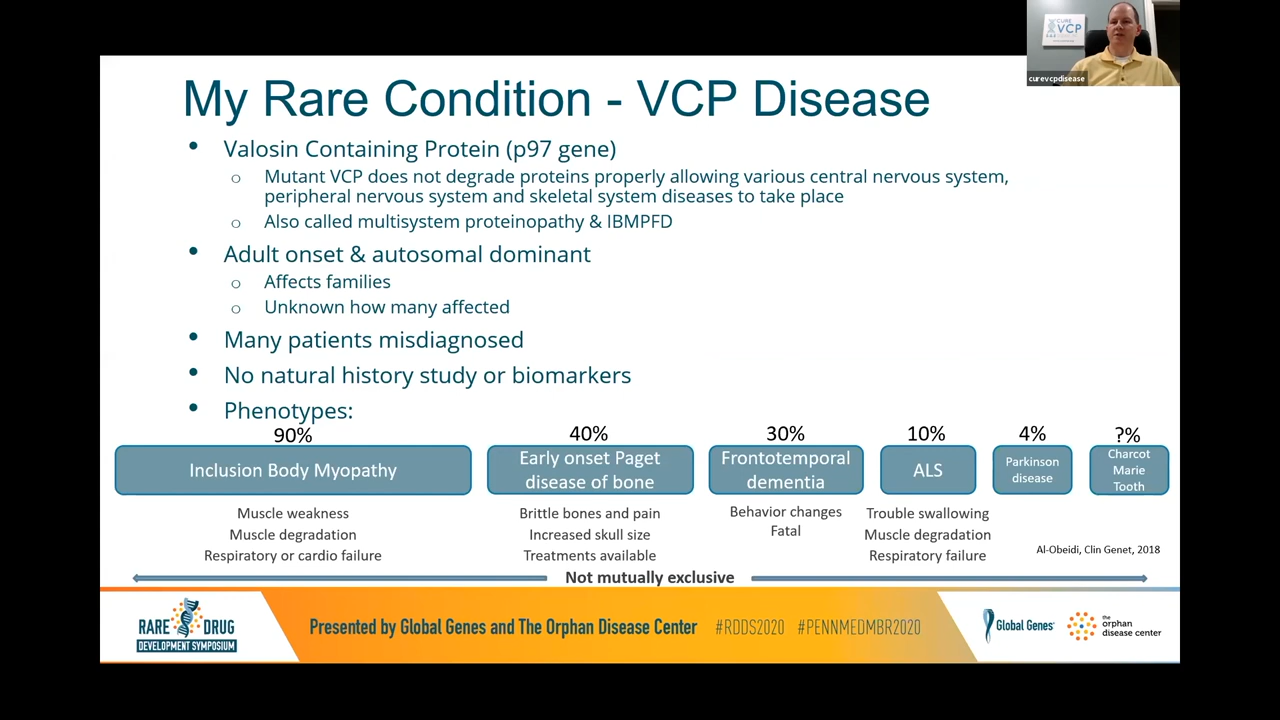 CURE
VCP
curevcpdisease
My Rare Condition - VCP Disease
• Valosin Containing Protein (p97 gene)
o Mutant VCP does not degrade proteins properly allowing various central nervous system,
peripheral nervous system and skeletal system diseases to take place
o Also called multisystem proteinopathy & IBMPFD
• Adult onset & autosomal dominant
o Affects families
o Unknown how many affected
• Many patients misdiagnosed
• No natural history study or biomarkers
• Phenotypes:
90%
Inclusion Body Myopathy
Muscle weakness
Muscle degradation
Respiratory or cardio failure
40%
Early onset Paget
disease of bone
Brittle bones and pain
Increased skull size
Treatments available
30%
Frontotemporal
dementia
Behavior changes
Fatal
10%
ALS
Trouble swallowing
Muscle degradation
Respiratory failure
4%
Parkinson
disease
?%
Charcot
Marie
Tooth
Al-Obeidi, Clin Genet, 2018
Not mutually exclusive
RARE DRUG
DEVELOPMENT SYMPOSIUM
Presented by Global Genes and The Orphan Disease Center #RDDS2020 #PENNMEDMBR2020
Global Genes
the
orphan
disease center